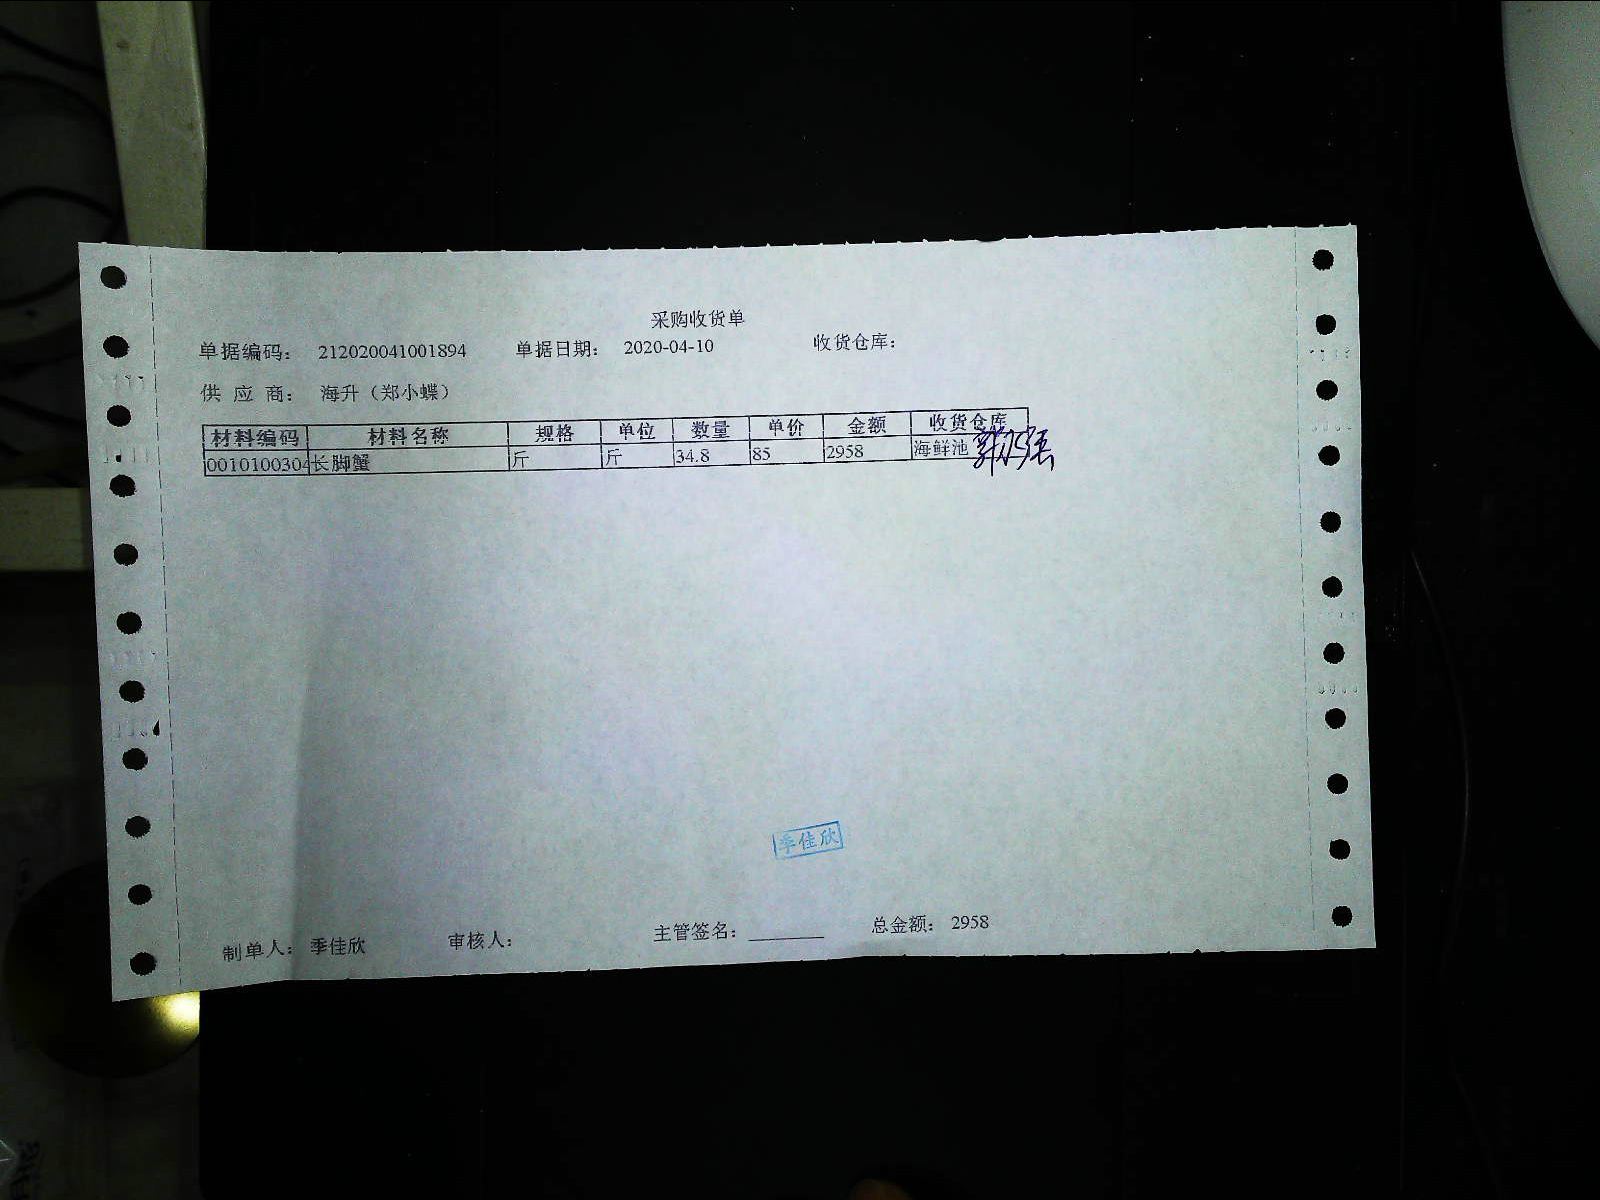 采购收货单
单据编码： 212020041001894 单据日期： 2020-04-10 收货仓库：
供 应 商： 海升（郑小蝶）
材料编码 材料名称 规格 单位 数量 单价 金额 收货仓库
0010100304 长脚蟹 斤 斤 34.8 85 2958 海鲜池
季佳欣
制单人： 季佳欣 审核人： 主管签名： 总金额： 2958